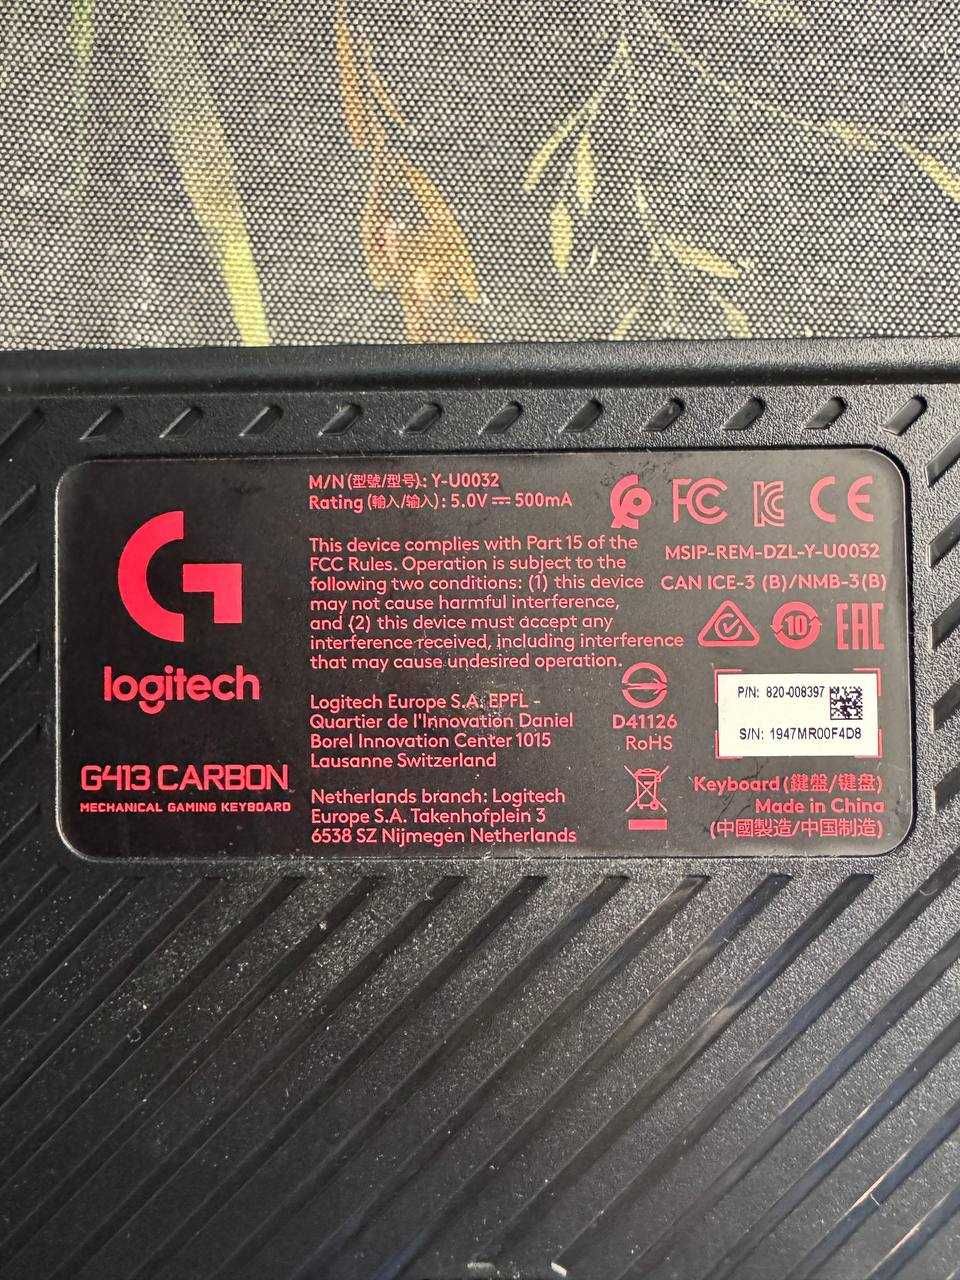 M/N(型號/型号): Y-U0032
Rating (輸入/输入): 5.0V 500mA
This device complies with Part 15 of the
FCC Rules. Operation is subject to the
following two conditions: (1) this device
may not cause harmful interference,
and (2) this device must accept any
interference received, including interference
that may cause undesired operation.
Logitech Europe S.A. EPFL -
Quartier de l'Innovation Daniel
Borel Innovation Center 1015
Lausanne Switzerland
Netherlands branch: Logitech
Europe S.A. Takenhofplein 3
6538 SZ Nijmegen Netherlands
G
logitech
G413 CARBON
MECHANICAL GAMING KEYBOARD
FC CE
MSIP-REM-DZL-Y-U0032
CAN ICE-3 (B)/NMB-3(B)
10 EAC
D41126
RoHS
P/N: 820-008397
S/N: 1947MR00F4D8
Keyboard (鍵盤/键盘)
Made in China
(中國製造/中国制造)